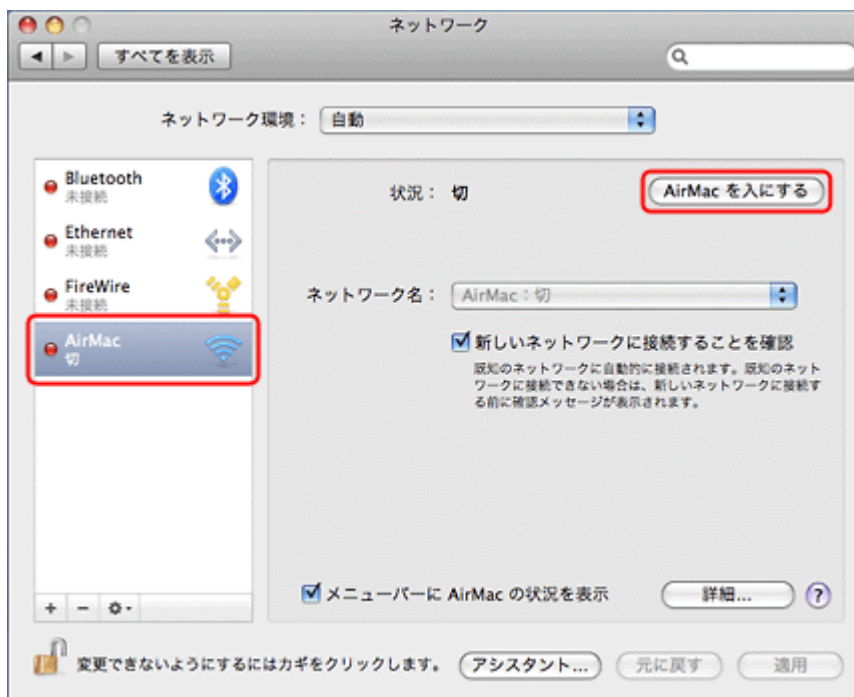 ネットワーク
すべてを表示
ネットワーク環境： 自動
Bluetooth
未接続
Ethernet
未接続
FireWire
未接続
AirMac
切
状況： 切
AirMac を入にする
ネットワーク名： AirMac：切
新しいネットワークに接続することを確認
既知のネットワークに自動的に接続されます。既知のネット
ワークに接続できない場合は、新しいネットワークに接続す
る前に確認メッセージが表示されます。
メニューバーに AirMac の状況を表示
詳細...
?
変更できないようにするにはカギをクリックします。
アシスタント...
元に戻す
適用